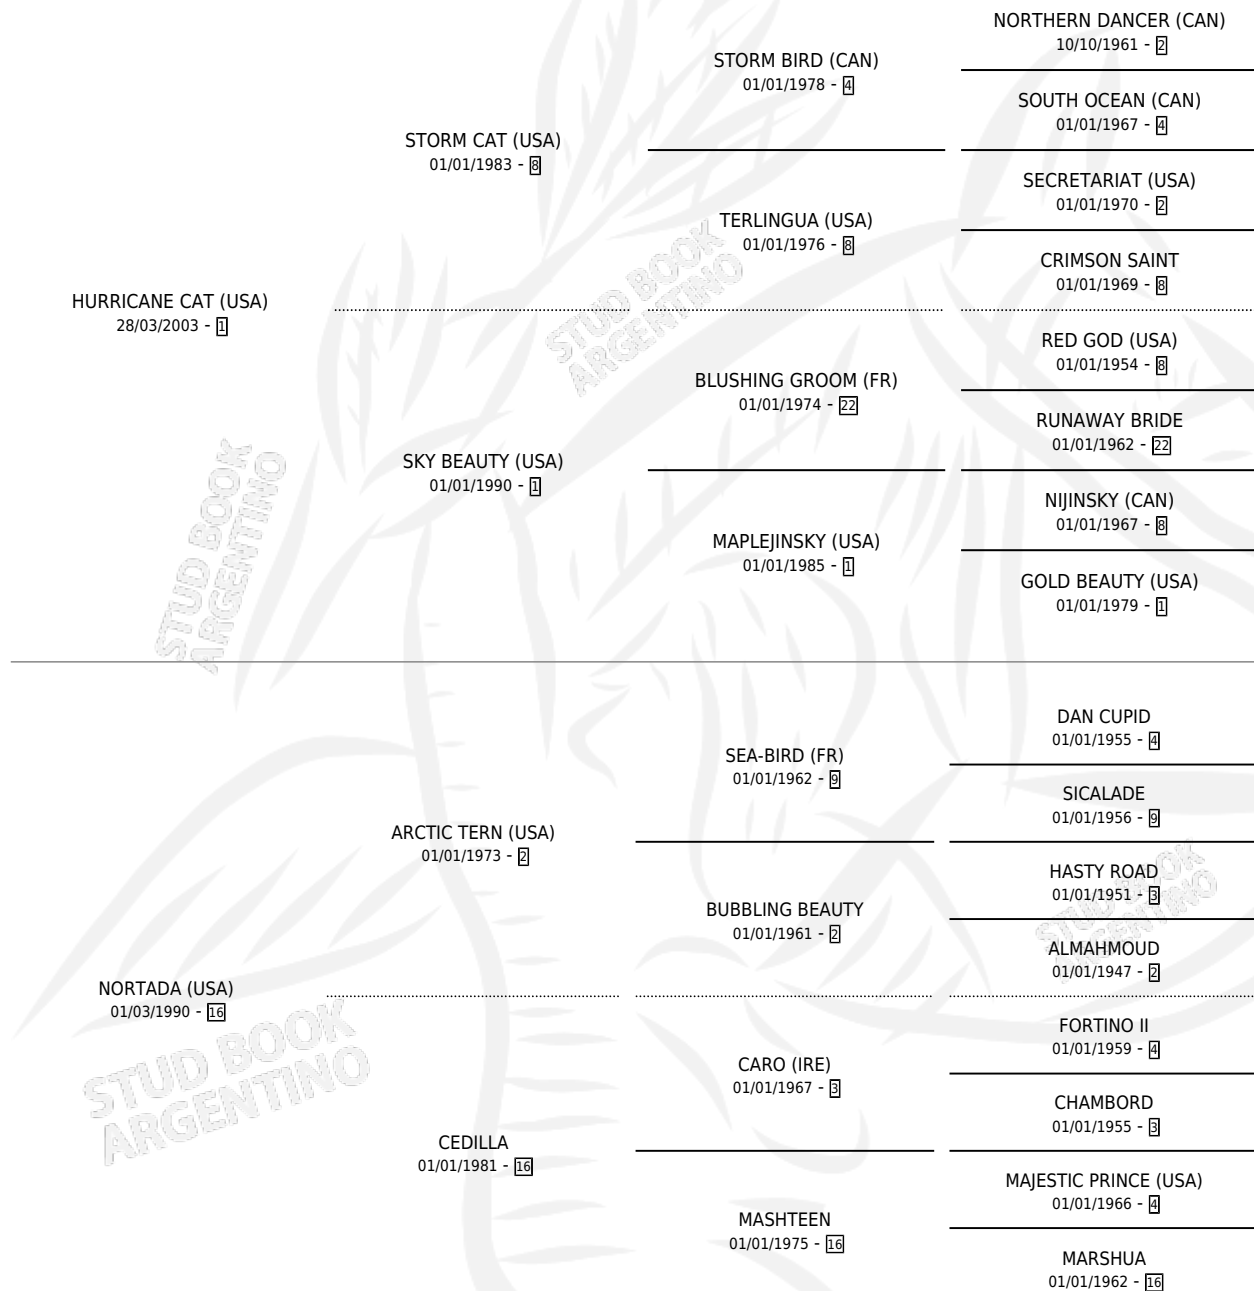 NORTHERN DANCER (CAN)
10/10/1961 - 2
STORM BIRD (CAN)
01/01/1978 - 4
SOUTH OCEAN (CAN)
01/01/1967 - 4
STORM CAT (USA)
01/01/1983 - 8
SECRETARIAT (USA)
01/01/1970 - 2
TERLINGUA (USA)
01/01/1976 - 8
CRIMSON SAINT
01/01/1969 - 8
HURRICANE CAT (USA)
28/03/2003 - 1
RED GOD (USA)
01/01/1954 - 8
BLUSHING GROOM (FR)
01/01/1974 - 22
RUNAWAY BRIDE
01/01/1962 - 22
SKY BEAUTY (USA)
01/01/1990 - 1
NIJINSKY (CAN)
01/01/1967 - 8
MAPLEJINSKY (USA)
01/01/1985 - 1
GOLD BEAUTY (USA)
01/01/1979 - 1
DAN CUPID
01/01/1955 - 4
SEA-BIRD (FR)
01/01/1962 - 9
SICALADE
01/01/1956 - 9
ARCTIC TERN (USA)
01/01/1973 - 2
HASTY ROAD
01/01/1951 - 3
BUBBLING BEAUTY
01/01/1961 - 2
ALMAHMOUD
01/01/1947 - 2
NORTADA (USA)
01/03/1990 - 16
FORTINO II
01/01/1959 - 4
CARO (IRE)
01/01/1967 - 3
CHAMBORD
01/01/1955 - 3
CEDILLA
01/01/1981 - 16
MAJESTIC PRINCE (USA)
01/01/1966 - 4
MASHTEEN
01/01/1975 - 16
MARSHUA
01/01/1962 - 16
STUD BOOK
ARGENTINO
STUD BOOK
ARGENTINO
STUD BOOK
ARGENTINO
STUD BOOK
ARGENTINO